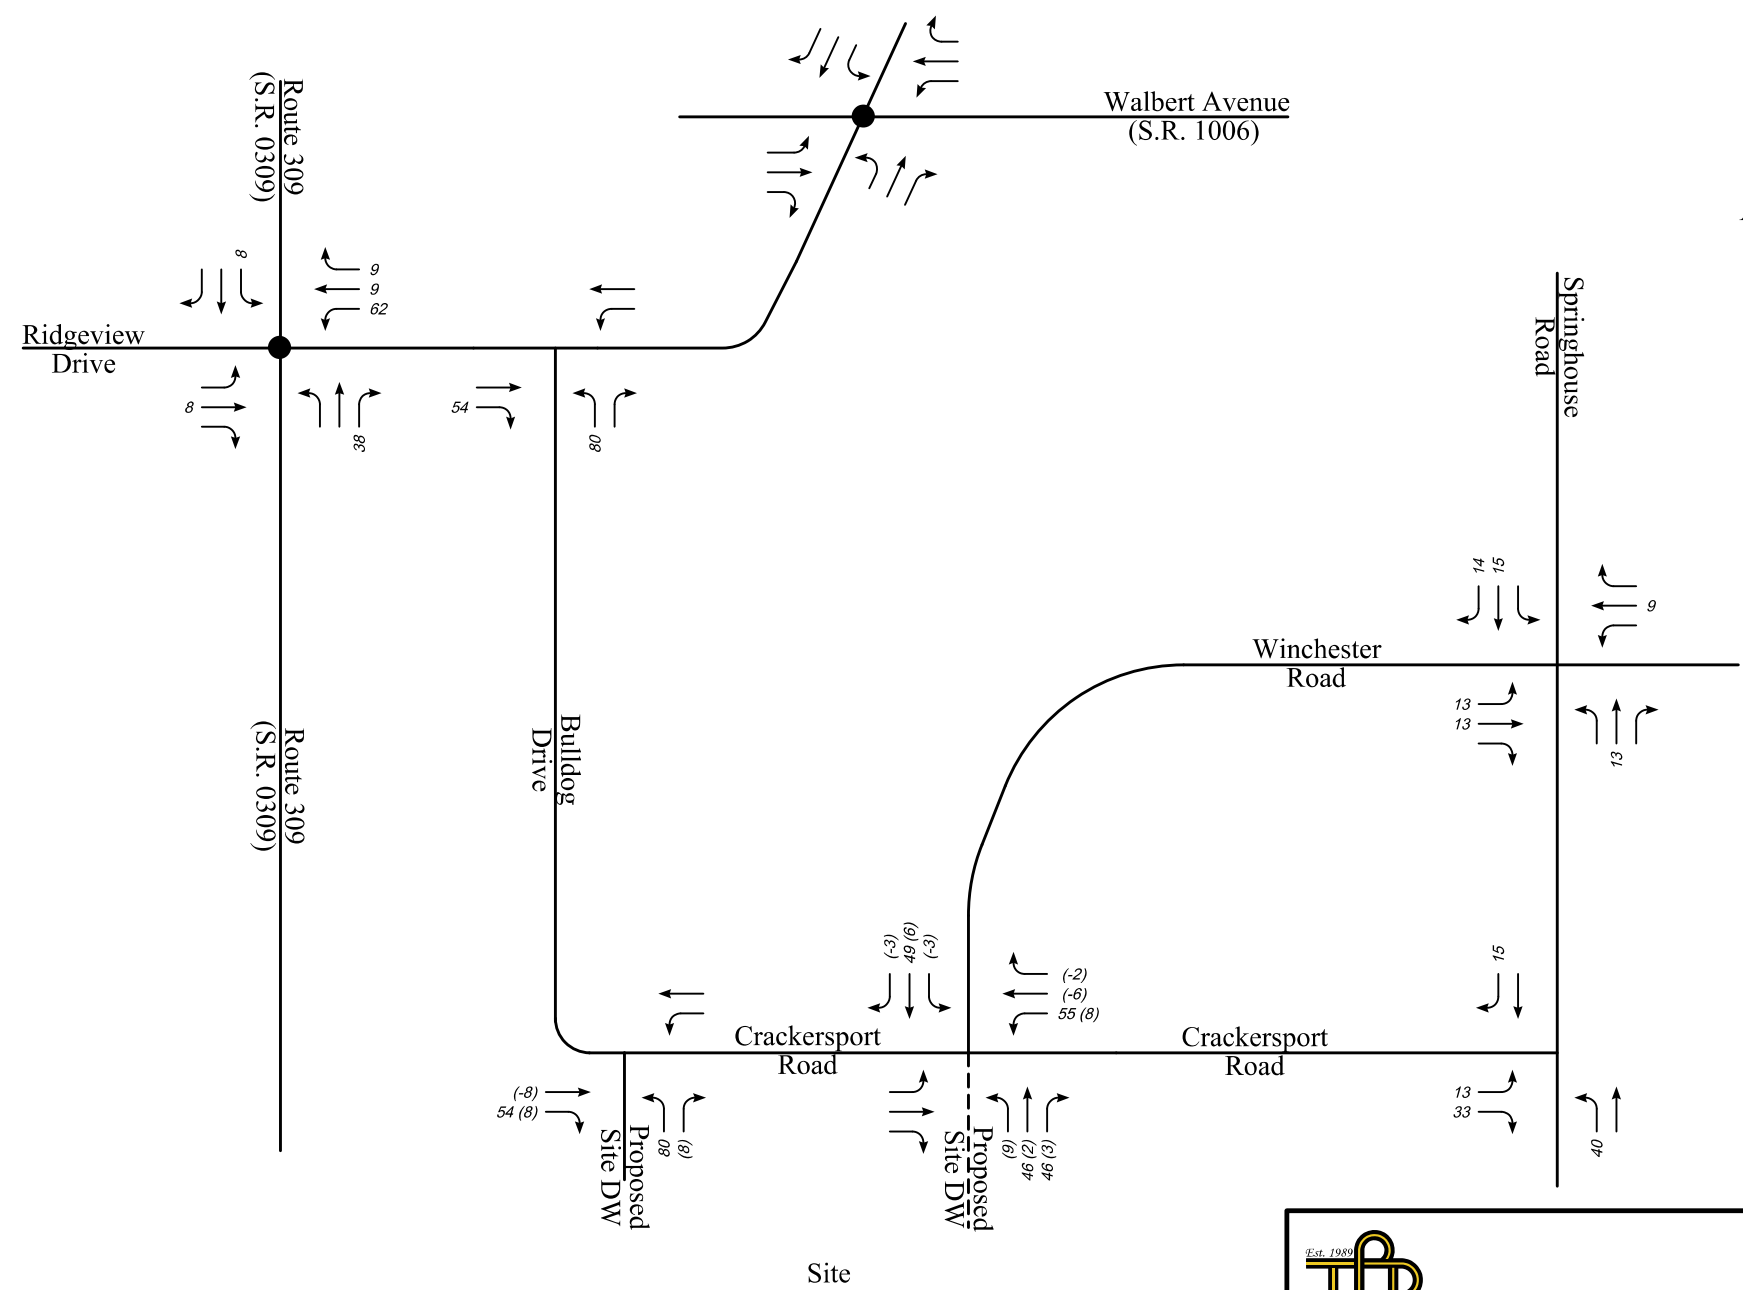 Walbert Avenue
(S.R. 1006)
Route 309
(S.R. 0309)
8
9
9
62
Ridgeview
Drive
8
38
54
80
Springhouse
Road
14
15
9
Winchester
Road
13
13
13
Route 309
(S.R. 0309)
Bulldog
Drive
(-3)
49 (6)
(-3)
(-2)
(-6)
55 (8)
15
Crackersport
Road
Crackersport
Road
(-8)
54 (8)
80
(8)
(9)
46 (2)
46 (3)
13
33
40
Proposed
Site DW
Proposed
Site DW
Est. 1989
Site